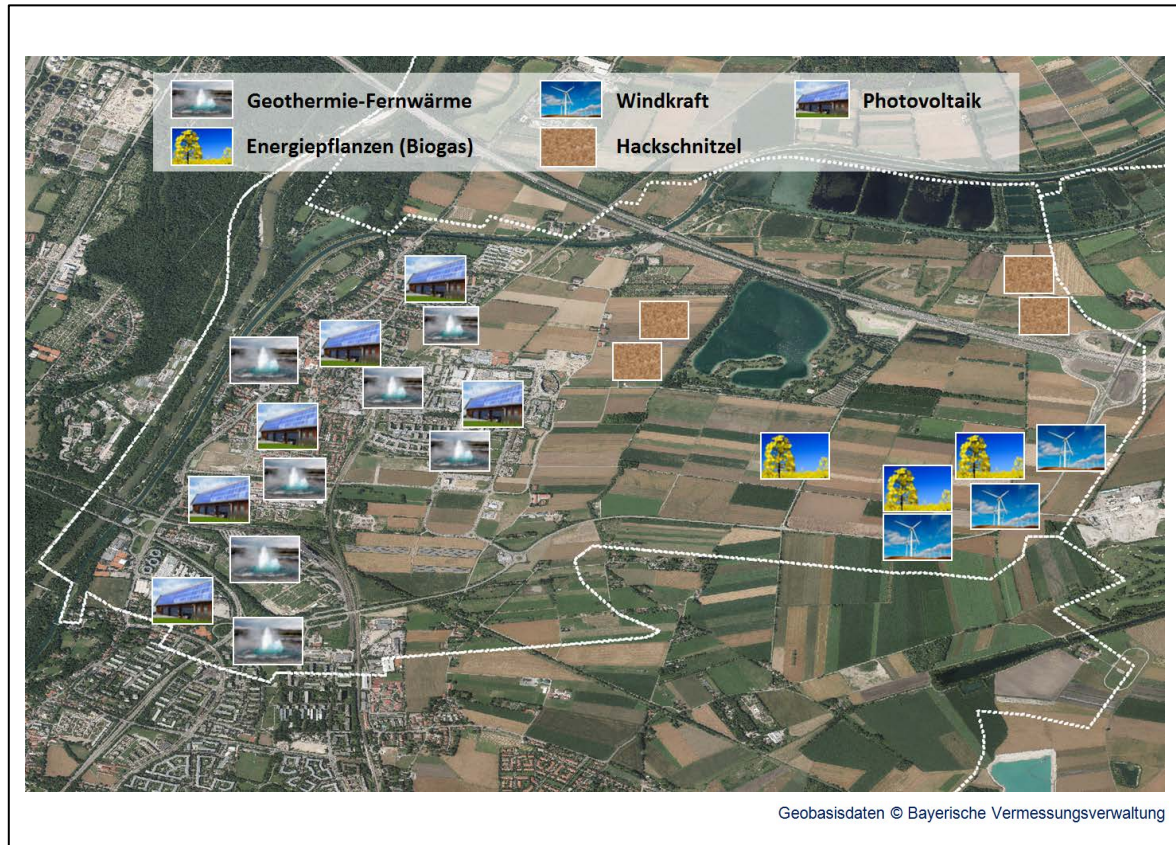 Geothermie-Fernwärme
Windkraft
Photovoltaik
Energiepflanzen (Biogas)
Hackschnitzel
Geobasisdaten © Bayerische Vermessungsverwaltung